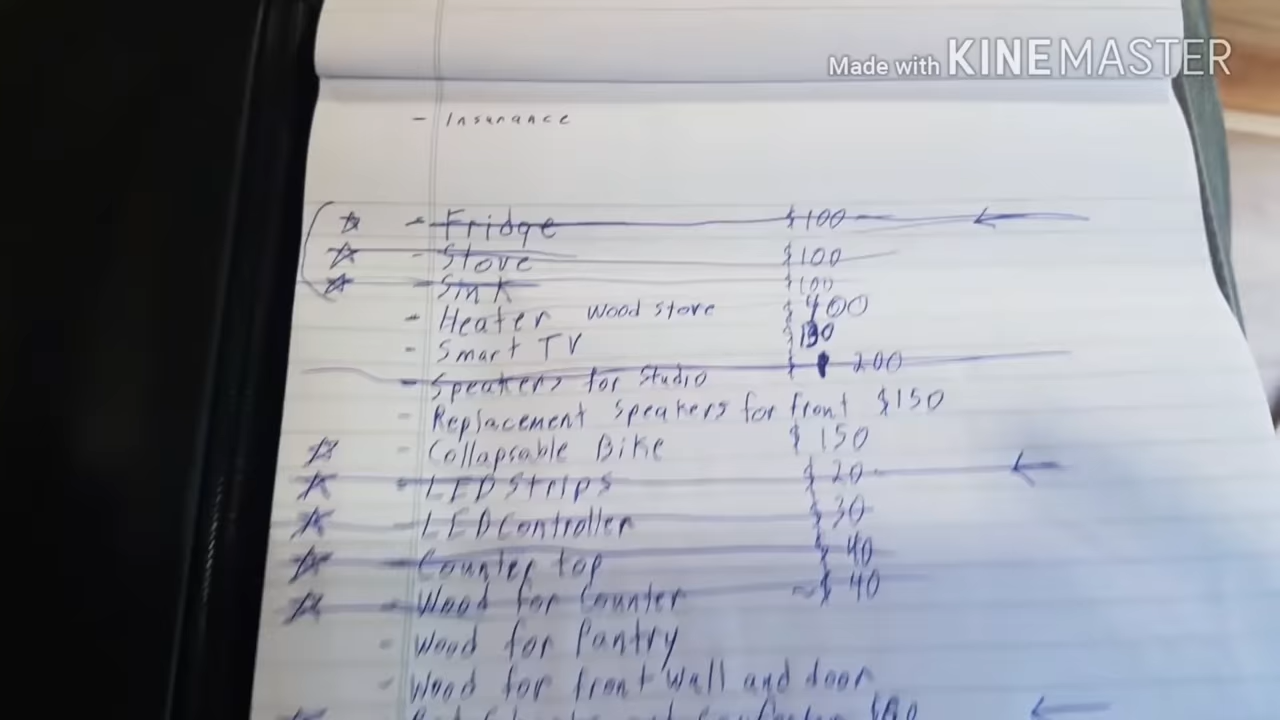 Made with KINEMASTER
- Insurance
- Fridge $100
- Stove $100
- Sink $100
- Heater Wood Stove $400
- Smart TV $130
- Speakers for Studio $ 200
- Replacement Speakers for front $150
- Collapsable Bike $150
- LED Strips $20
- LED Controller $30
- Counter top $40
- Wood for Counter ~$40
- Wood for Pantry
- Wood for front wall and door